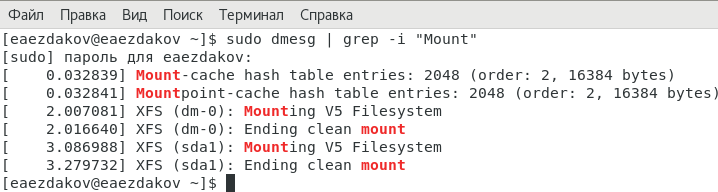 Файл Правка Вид Поиск Терминал Справка
[eaezdakov@eaezdakov ~]$ sudo dmesg | grep -i "Mount"
[sudo] пароль для eaezdakov:
[    0.032839] Mount-cache hash table entries: 2048 (order: 2, 16384 bytes)
[    0.032841] Mountpoint-cache hash table entries: 2048 (order: 2, 16384 bytes)
[    2.007081] XFS (dm-0): Mounting V5 Filesystem
[    2.016640] XFS (dm-0): Ending clean mount
[    3.086988] XFS (sda1): Mounting V5 Filesystem
[    3.279732] XFS (sda1): Ending clean mount
[eaezdakov@eaezdakov ~]$